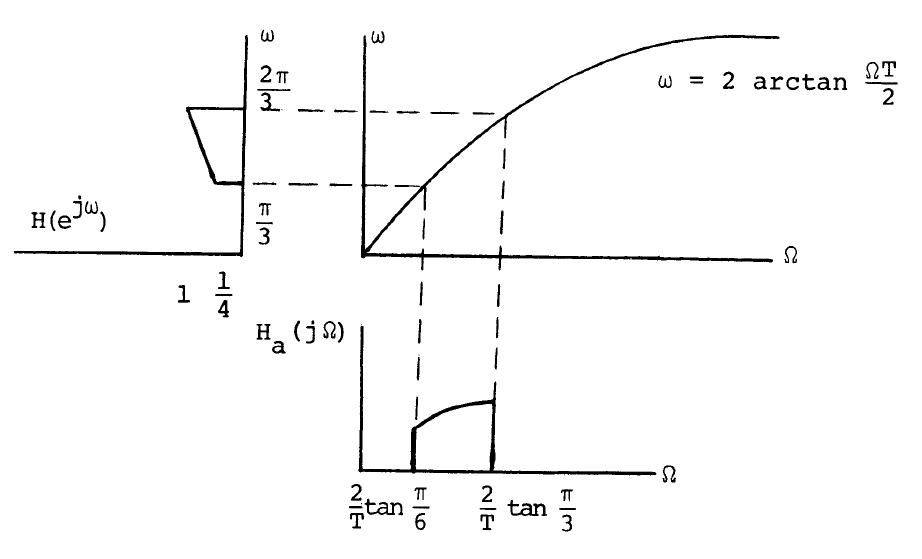 ω
ω
2π/3
ω = 2 arctan ΩT/2
π/3
H(e^jω)
Ω
1 1/4
H_a(jΩ)
Ω
2/T tan π/6
2/T tan π/3